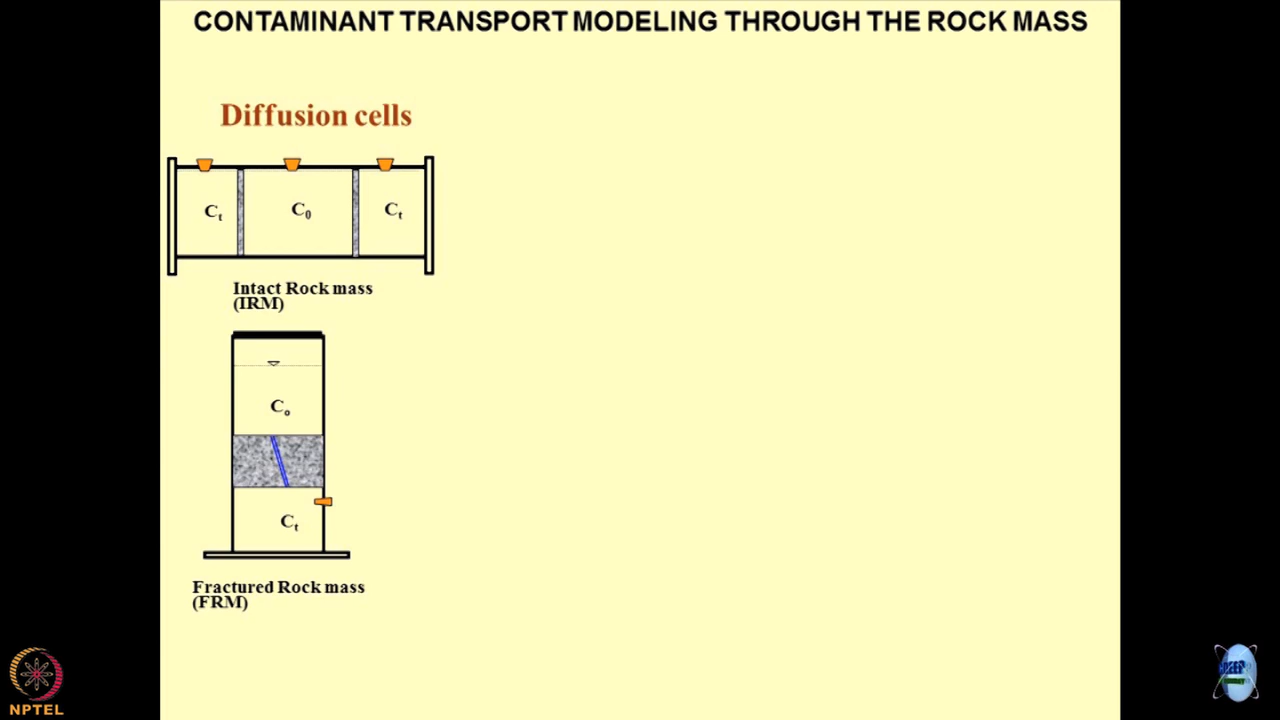 CONTAMINANT TRANSPORT MODELING THROUGH THE ROCK MASS
Diffusion cells
Ct C0 Ct
Intact Rock mass
(IRM)
Co
Ct
Fractured Rock mass
(FRM)
NPTEL